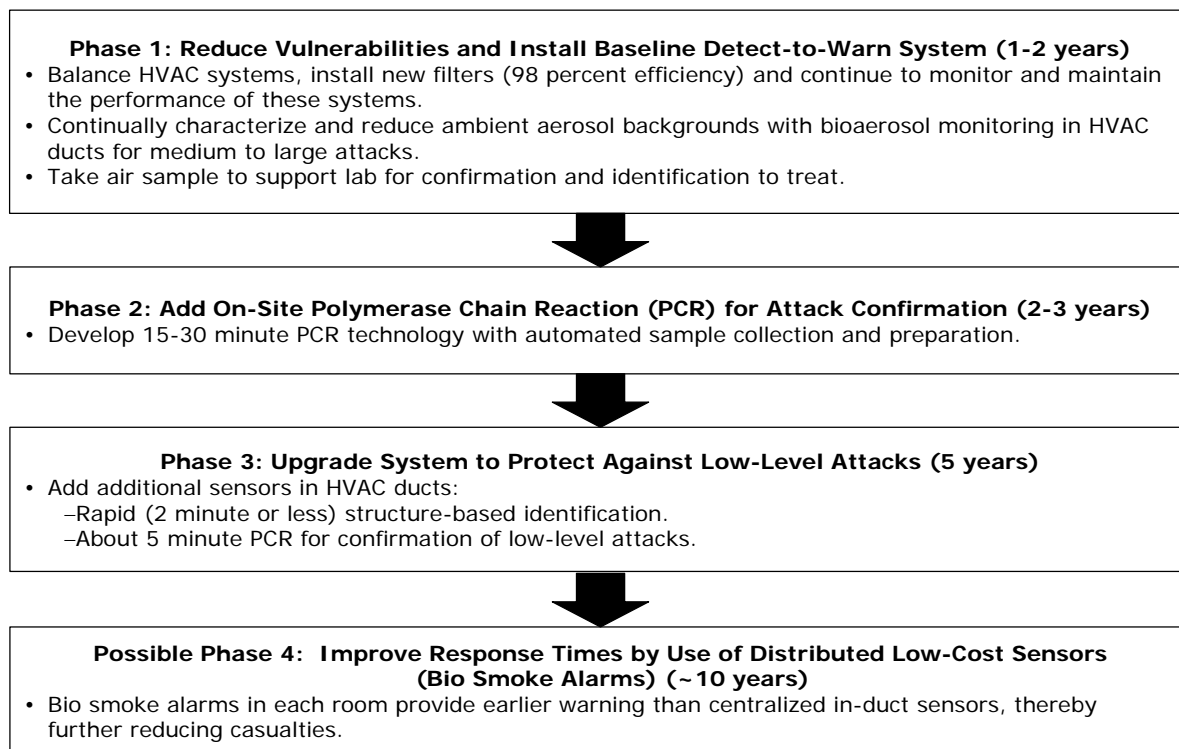 Phase 1: Reduce Vulnerabilities and Install Baseline Detect-to-Warn System (1-2 years)
• Balance HVAC systems, install new filters (98 percent efficiency) and continue to monitor and maintain
the performance of these systems.
• Continually characterize and reduce ambient aerosol backgrounds with bioaerosol monitoring in HVAC
ducts for medium to large attacks.
• Take air sample to support lab for confirmation and identification to treat.
Phase 2: Add On-Site Polymerase Chain Reaction (PCR) for Attack Confirmation (2-3 years)
• Develop 15-30 minute PCR technology with automated sample collection and preparation.
Phase 3: Upgrade System to Protect Against Low-Level Attacks (5 years)
• Add additional sensors in HVAC ducts:
–Rapid (2 minute or less) structure-based identification.
–About 5 minute PCR for confirmation of low-level attacks.
Possible Phase 4: Improve Response Times by Use of Distributed Low-Cost Sensors
(Bio Smoke Alarms) (~10 years)
• Bio smoke alarms in each room provide earlier warning than centralized in-duct sensors, thereby
further reducing casualties.